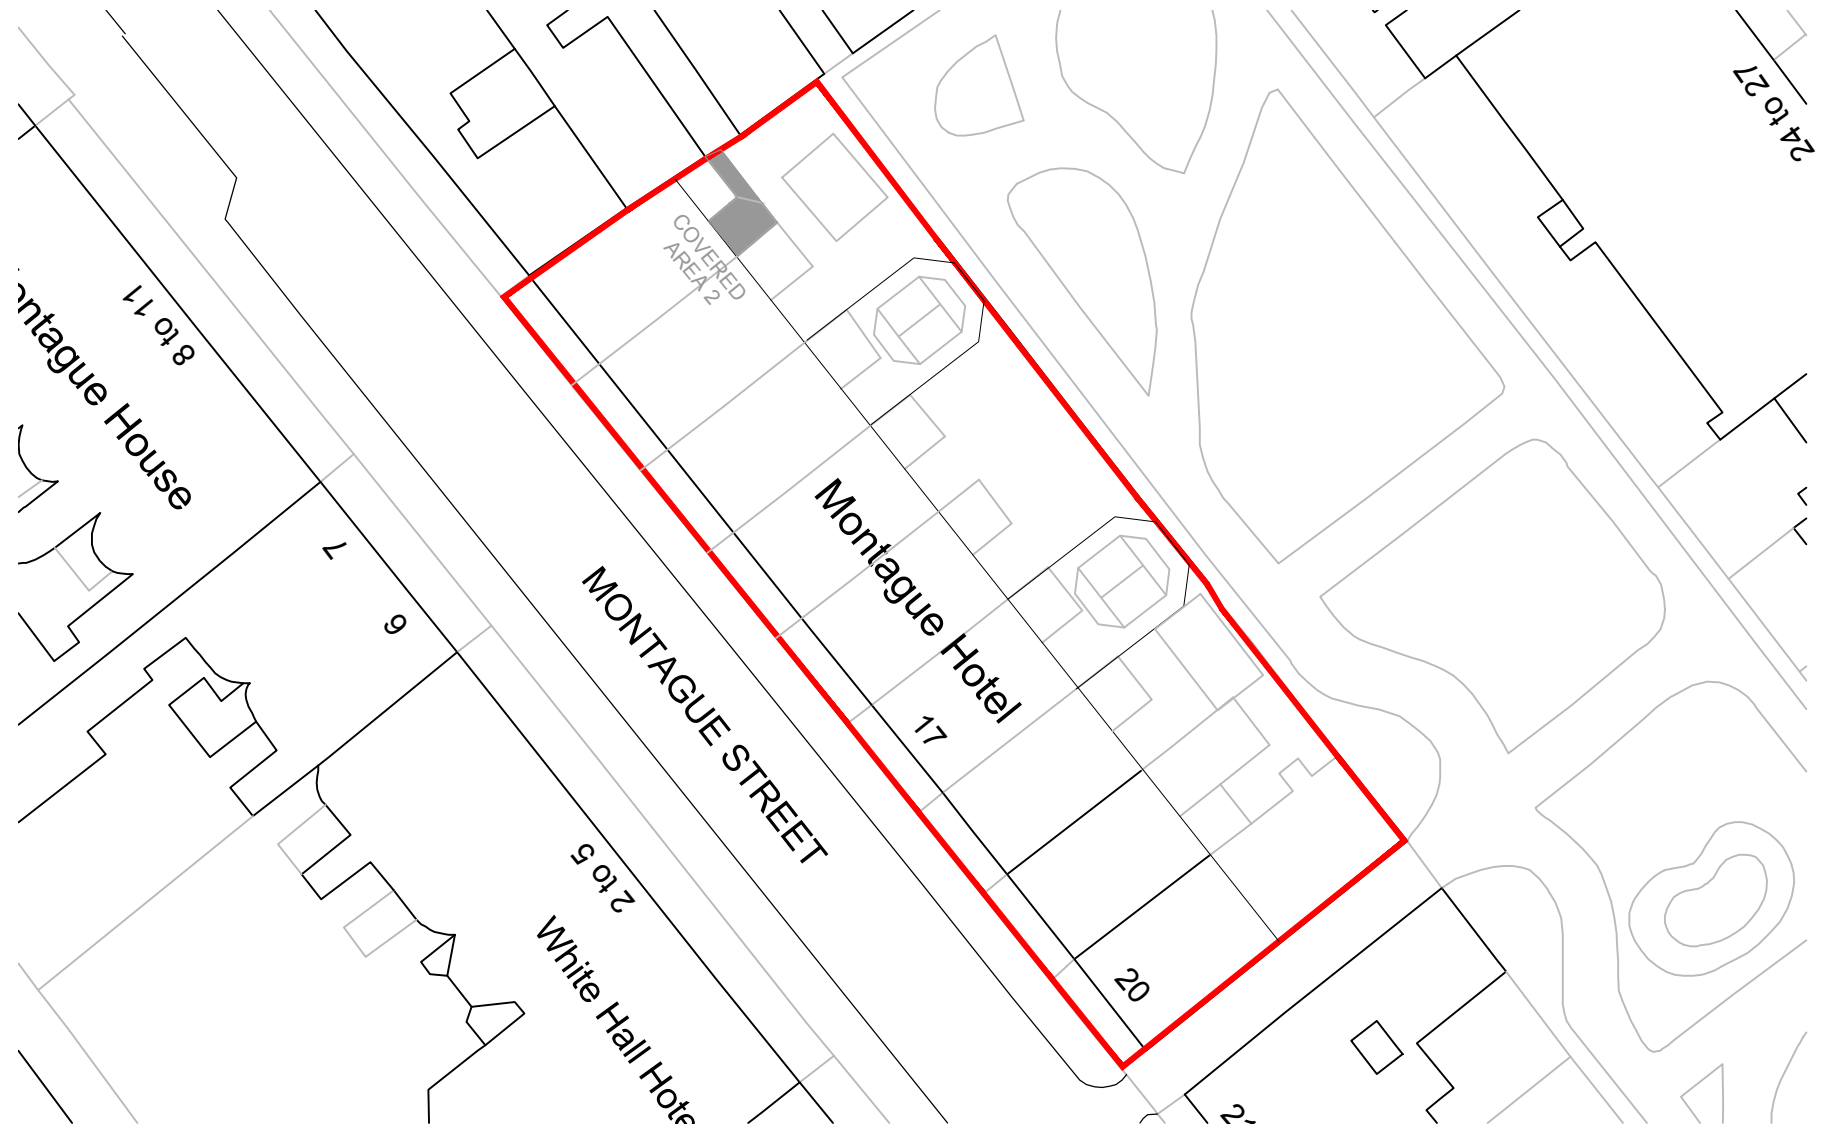 24 to 27
COVERED
AREA 2
8 to 11
ontague House
Montague Hotel
7
6
MONTAGUE STREET
17
2 to 5
White Hall Hote
20